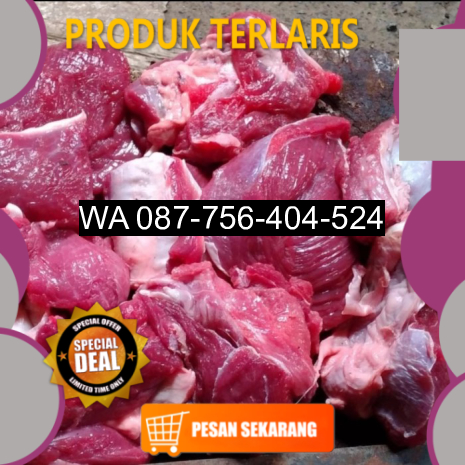 PRODUK TERLARIS
WA 087-756-404-524
SPECIAL OFFER
SPECIAL
DEAL
LIMITED TIME ONLY
PESAN SEKARANG